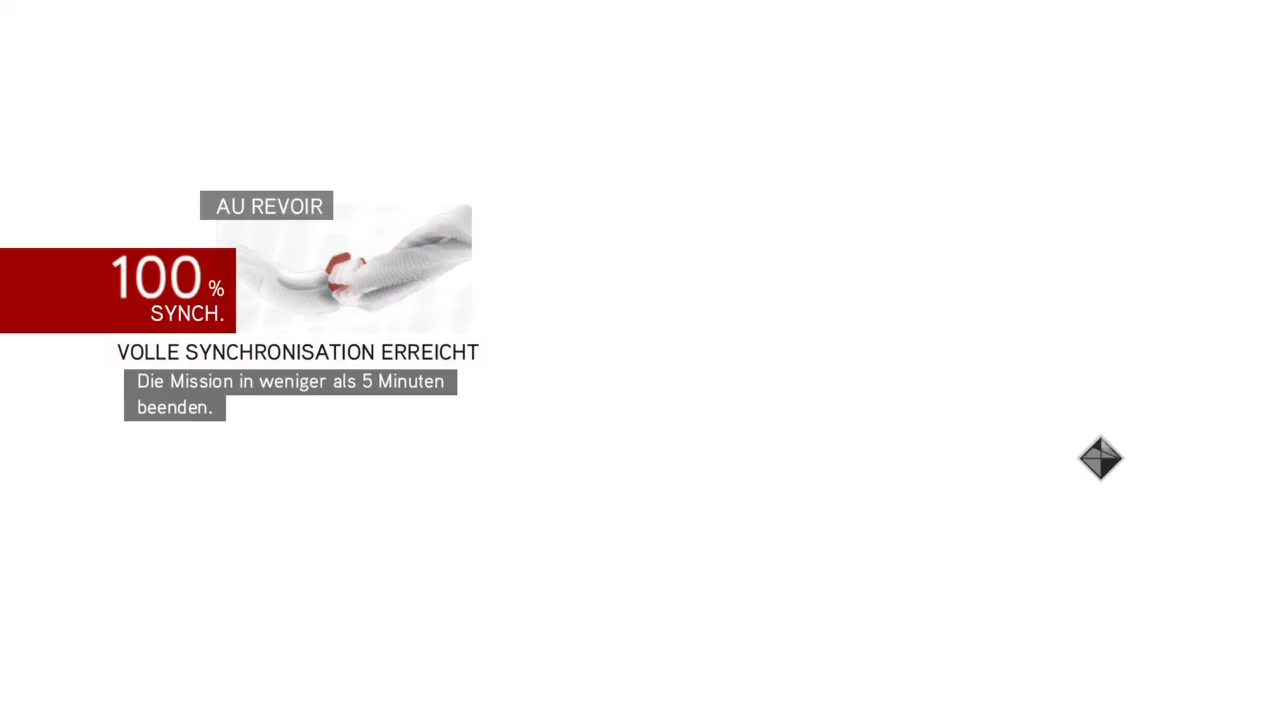 AU REVOIR
100 %
SYNCH.
VOLLE SYNCHRONISATION ERREICHT
Die Mission in weniger als 5 Minuten
beenden.